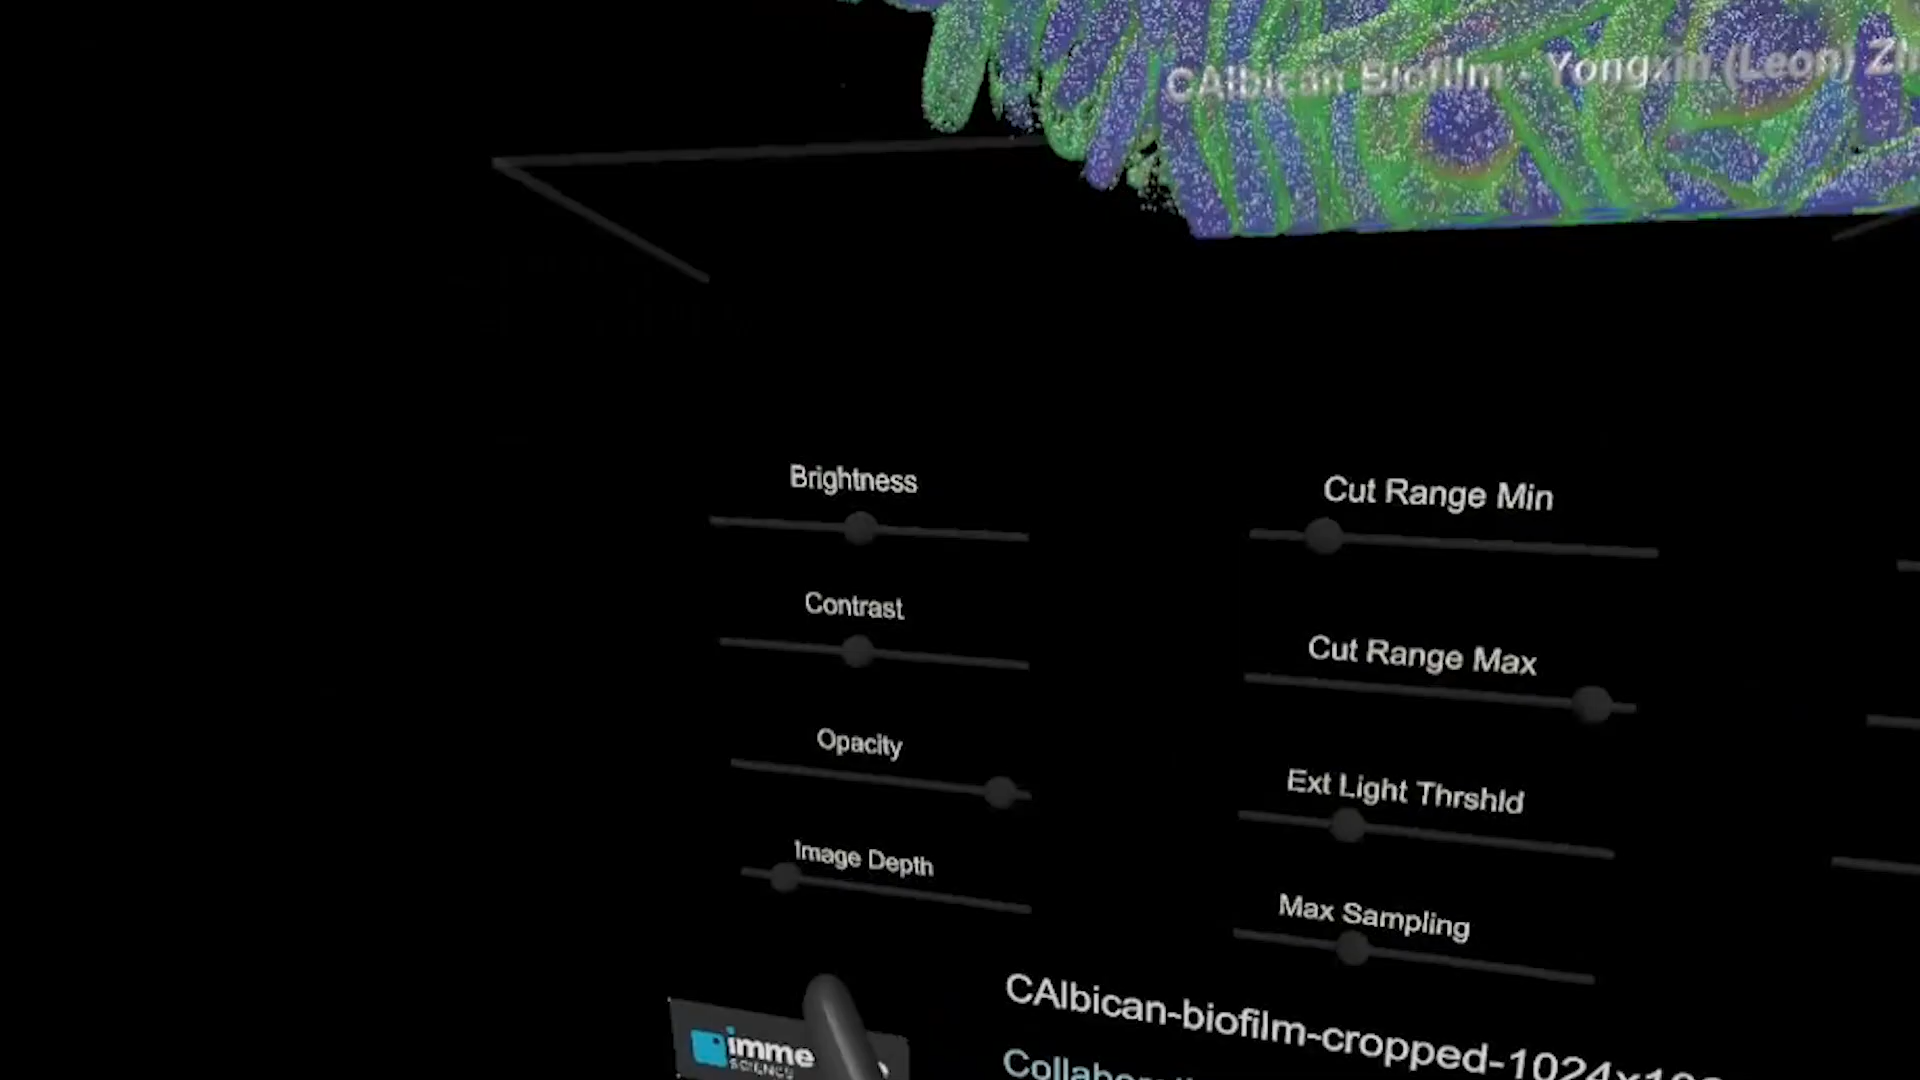 CAlbican Biofilm - Yongxin (Leon)
Brightness
Cut Range Min
Contrast
Cut Range Max
Opacity
Ext Light Thrshld
Image Depth
Max Sampling
CAlbican-biofilm-cropped-1024x
imme
SCIENCE